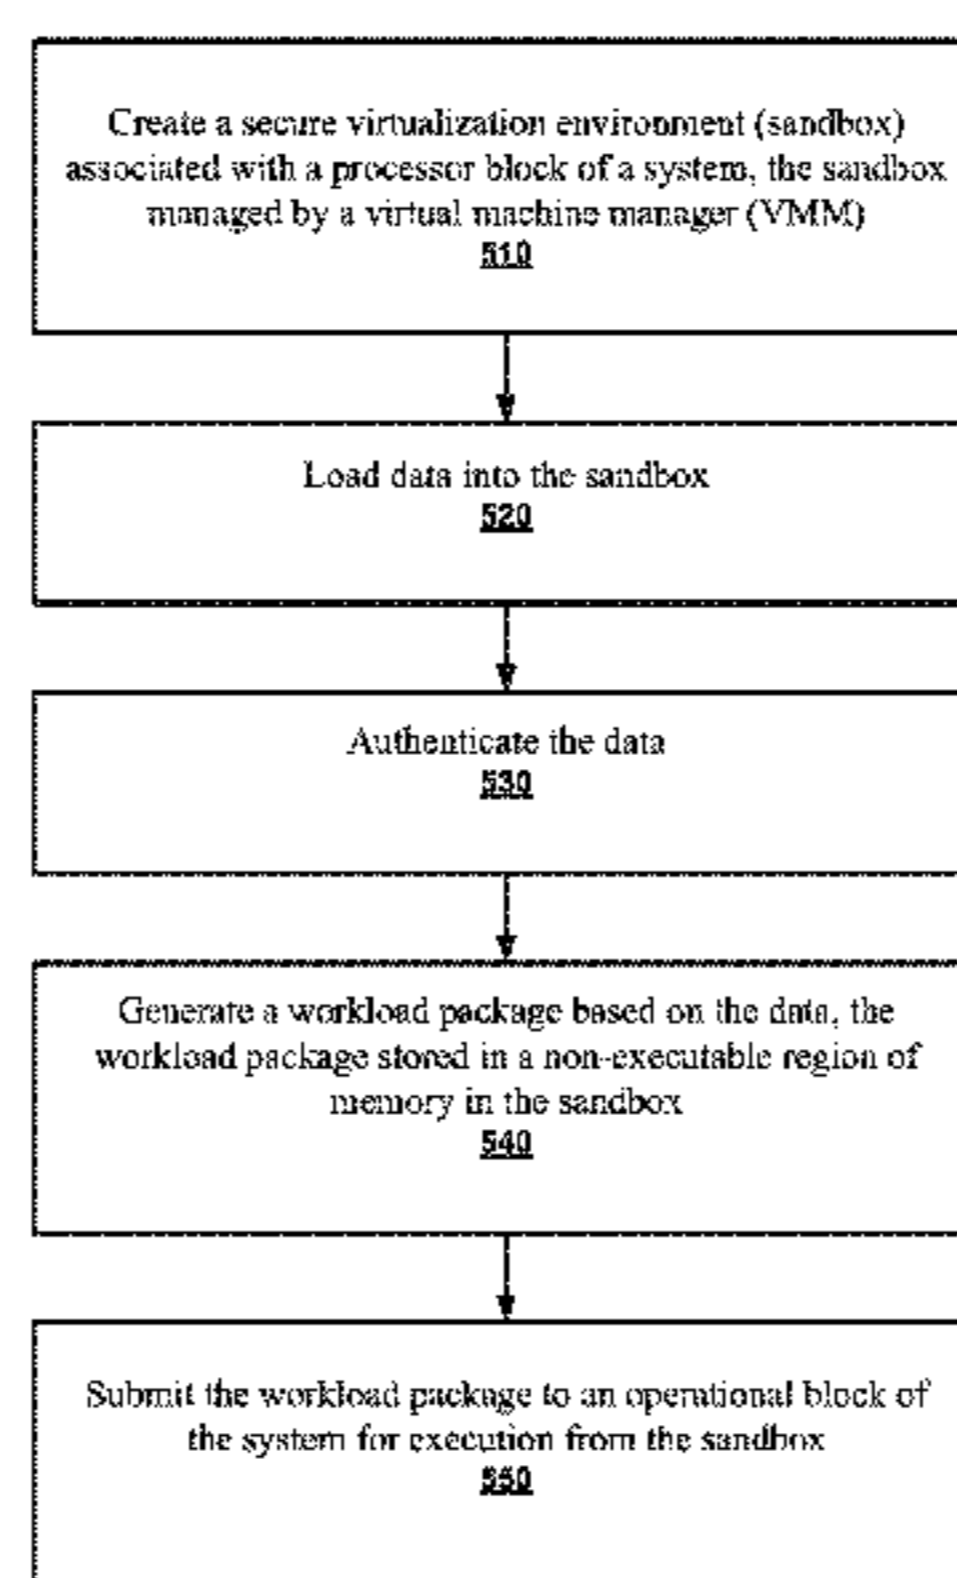 Create a secure virtualization environment (sandbox)
associated with a processor block of a system, the sandbox
managed by a virtual machine manager (VMM)
510
Load data into the sandbox
520
Authenticate the data
530
Generate a workload package based on the data, the
workload package stored in a non-executable region of
memory in the sandbox
540
Submit the workload package to an operational block of
the system for execution from the sandbox
550